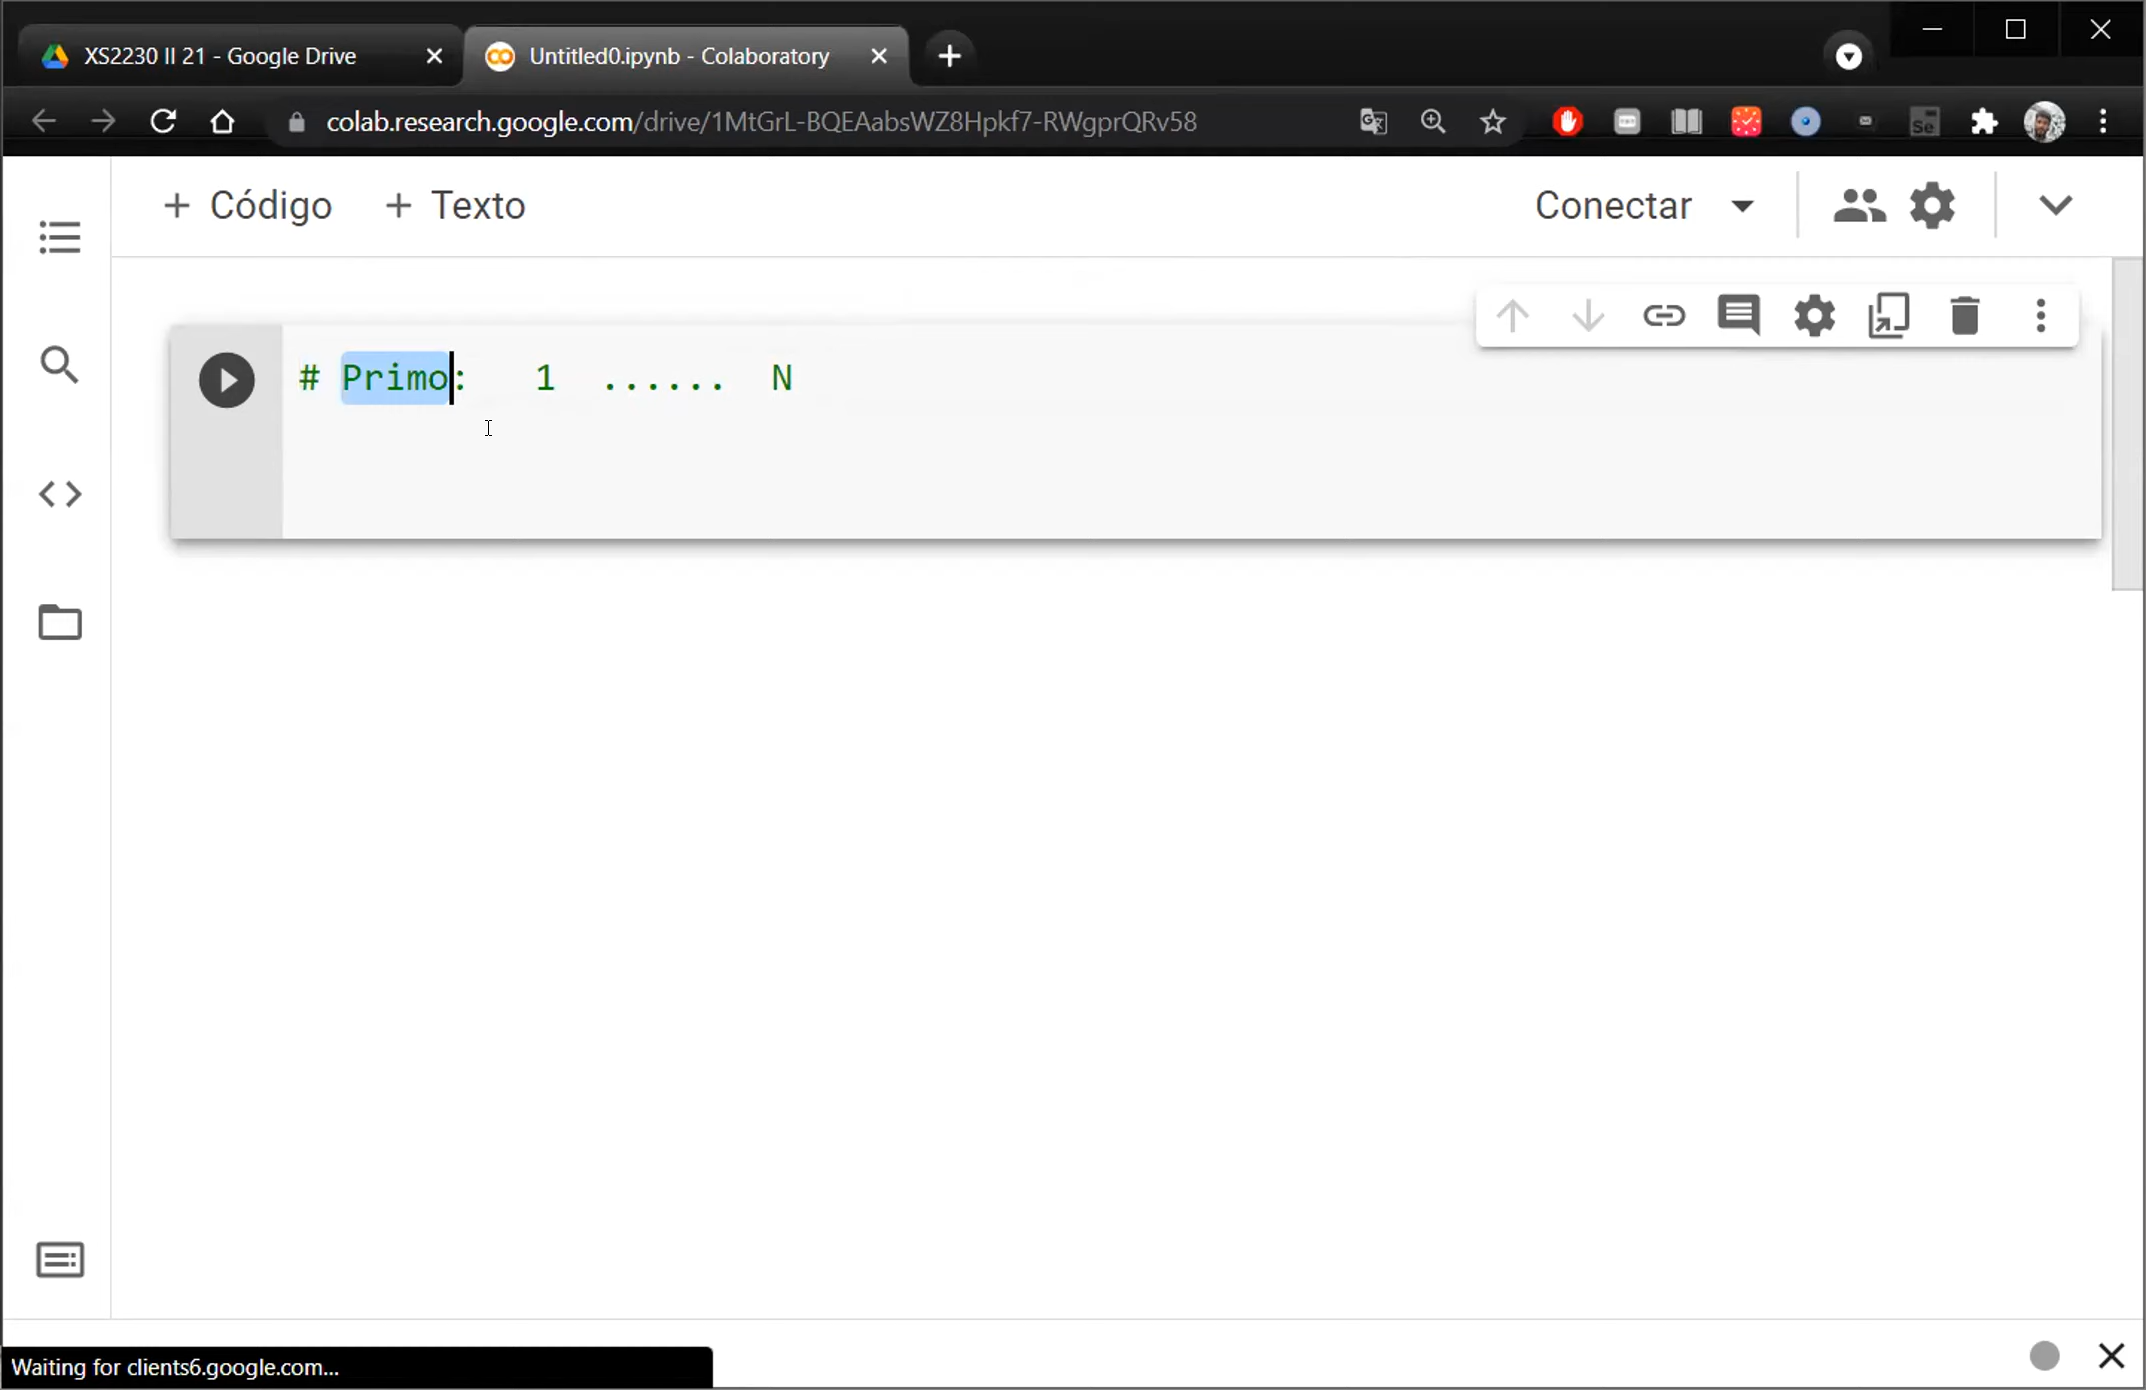 XS2230 II 21 - Google Drive
Untitled0.ipynb - Colaboratory
colab.research.google.com/drive/1MtGrL-BQEAabsWZ8Hpkf7-RWgprQRv58
Se
+ Código + Texto
Conectar
# Primo: 1 ...... N
Waiting for clients6.google.com...